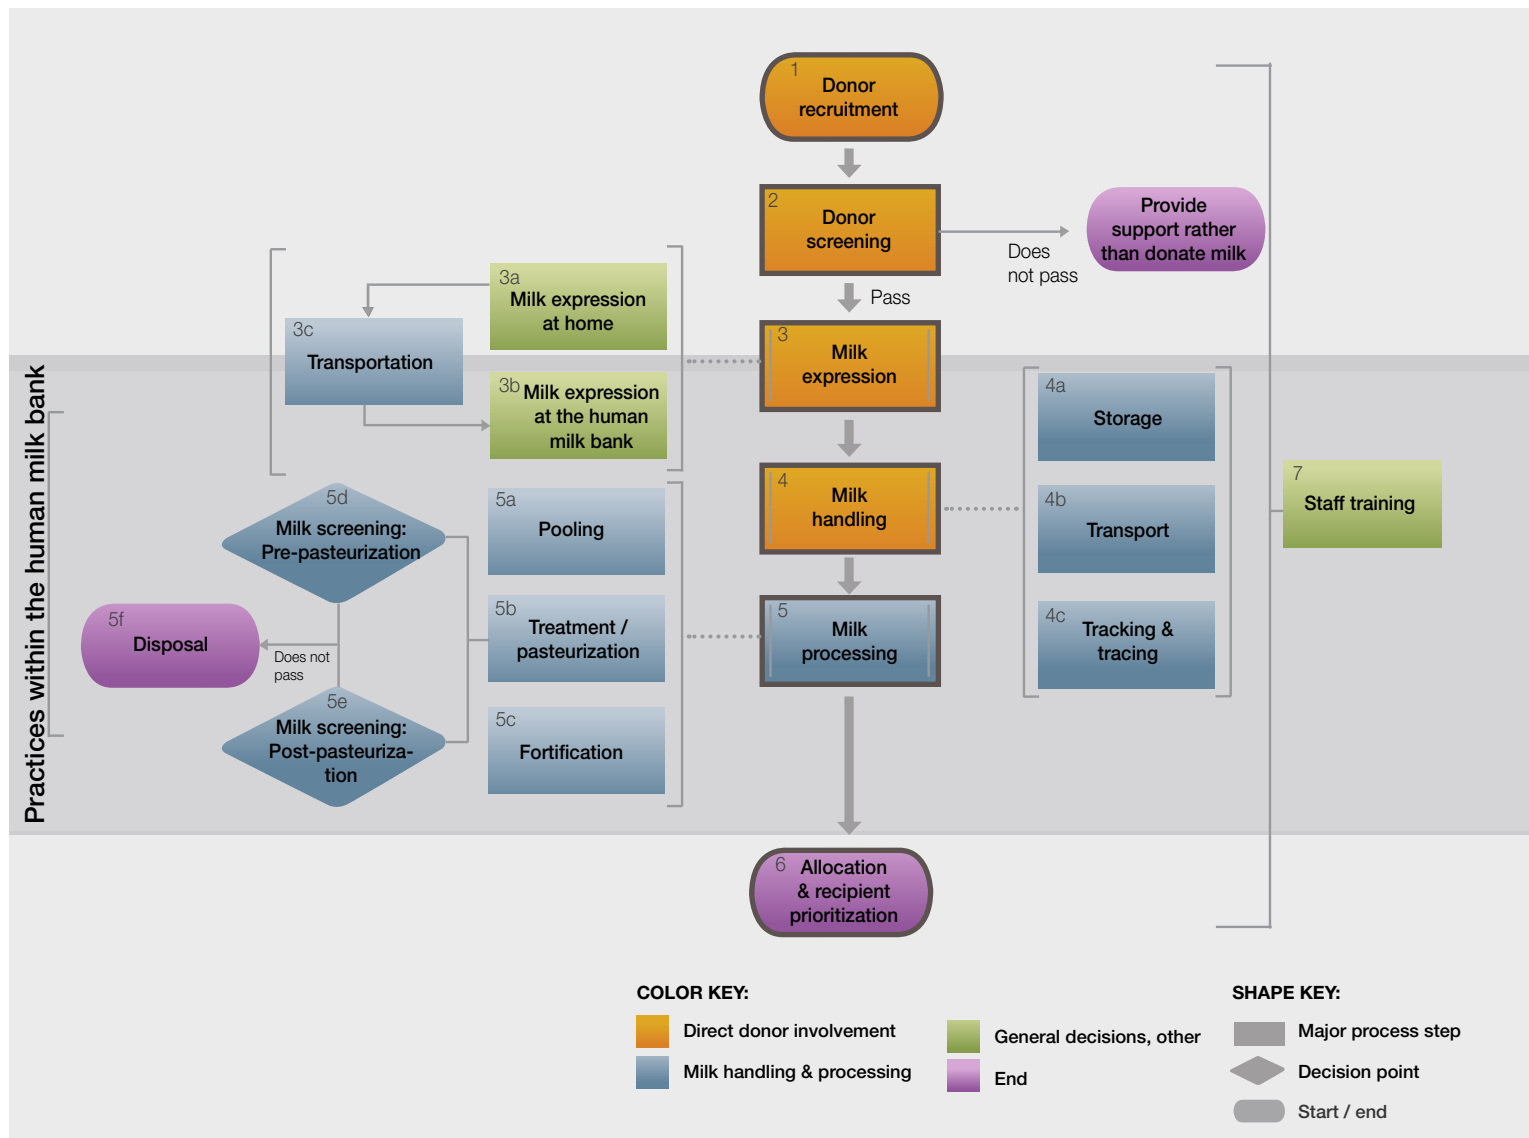 1
Donor
recruitment
2
Donor
screening
Does
not pass
Provide
support rather
than donate milk
Pass
3
Milk
expression
3a
Milk expression
at home
3b
Milk expression
at the human
milk bank
3c
Transportation
4
Milk
handling
4a
Storage
4b
Transport
4c
Tracking &
tracing
5
Milk
processing
5a
Pooling
5b
Treatment /
pasteurization
5c
Fortification
5d
Milk screening:
Pre-pasteurization
5e
Milk screening:
Post-pasteuriza-
tion
Does not
pass
5f
Disposal
6
Allocation
& recipient
prioritization
7
Staff training
Practices within the human milk bank
COLOR KEY:
Direct donor involvement
Milk handling & processing
General decisions, other
End
SHAPE KEY:
Major process step
Decision point
Start / end